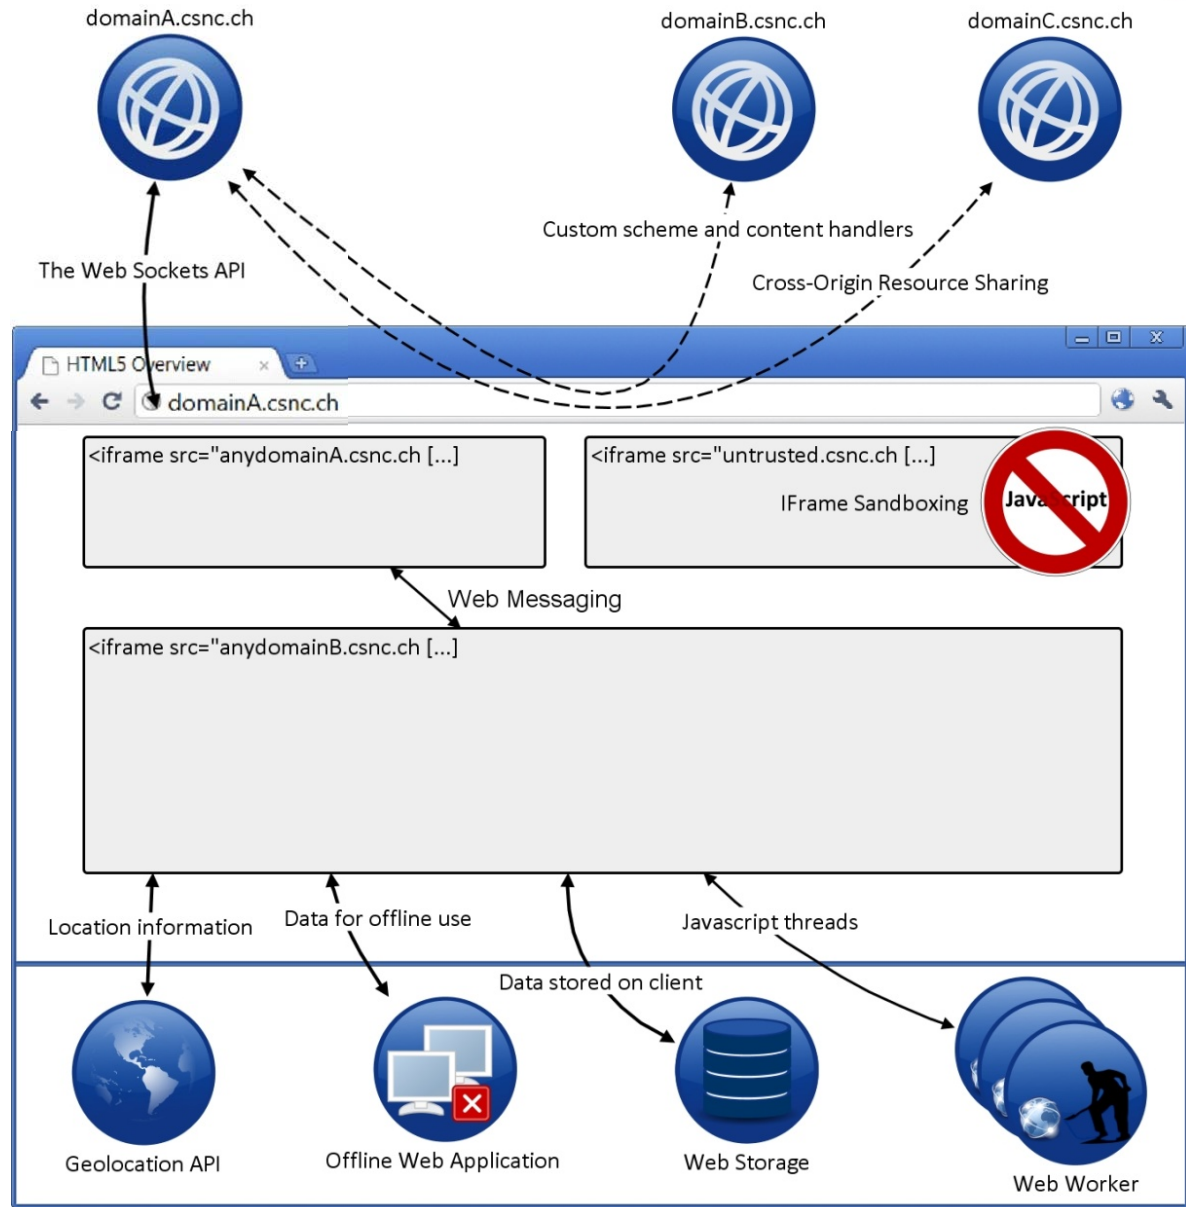 domainA.csnc.ch
domainB.csnc.ch
domainC.csnc.ch
Custom scheme and content handlers
The Web Sockets API
Cross-Origin Resource Sharing
HTML5 Overview
domainA.csnc.ch
<iframe src="anydomainA.csnc.ch [...]
<iframe src="untrusted.csnc.ch [...]
IFrame Sandboxing
JavaScript
Web Messaging
<iframe src="anydomainB.csnc.ch [...]
Location information
Data for offline use
Javascript threads
Data stored on client
Geolocation API
Offline Web Application
Web Storage
Web Worker